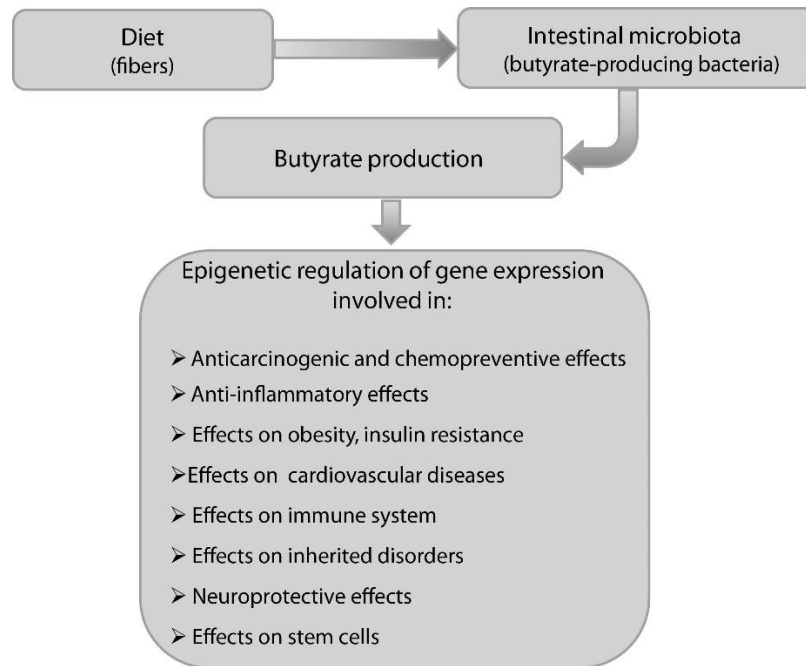 Diet
(fibers)
Intestinal microbiota
(butyrate-producing bacteria)
Butyrate production
Epigenetic regulation of gene expression
involved in:
➢ Anticarcinogenic and chemopreventive effects
➢ Anti-inflammatory effects
➢ Effects on obesity, insulin resistance
➢Effects on cardiovascular diseases
➢ Effects on immune system
➢ Effects on inherited disorders
➢ Neuroprotective effects
➢ Effects on stem cells